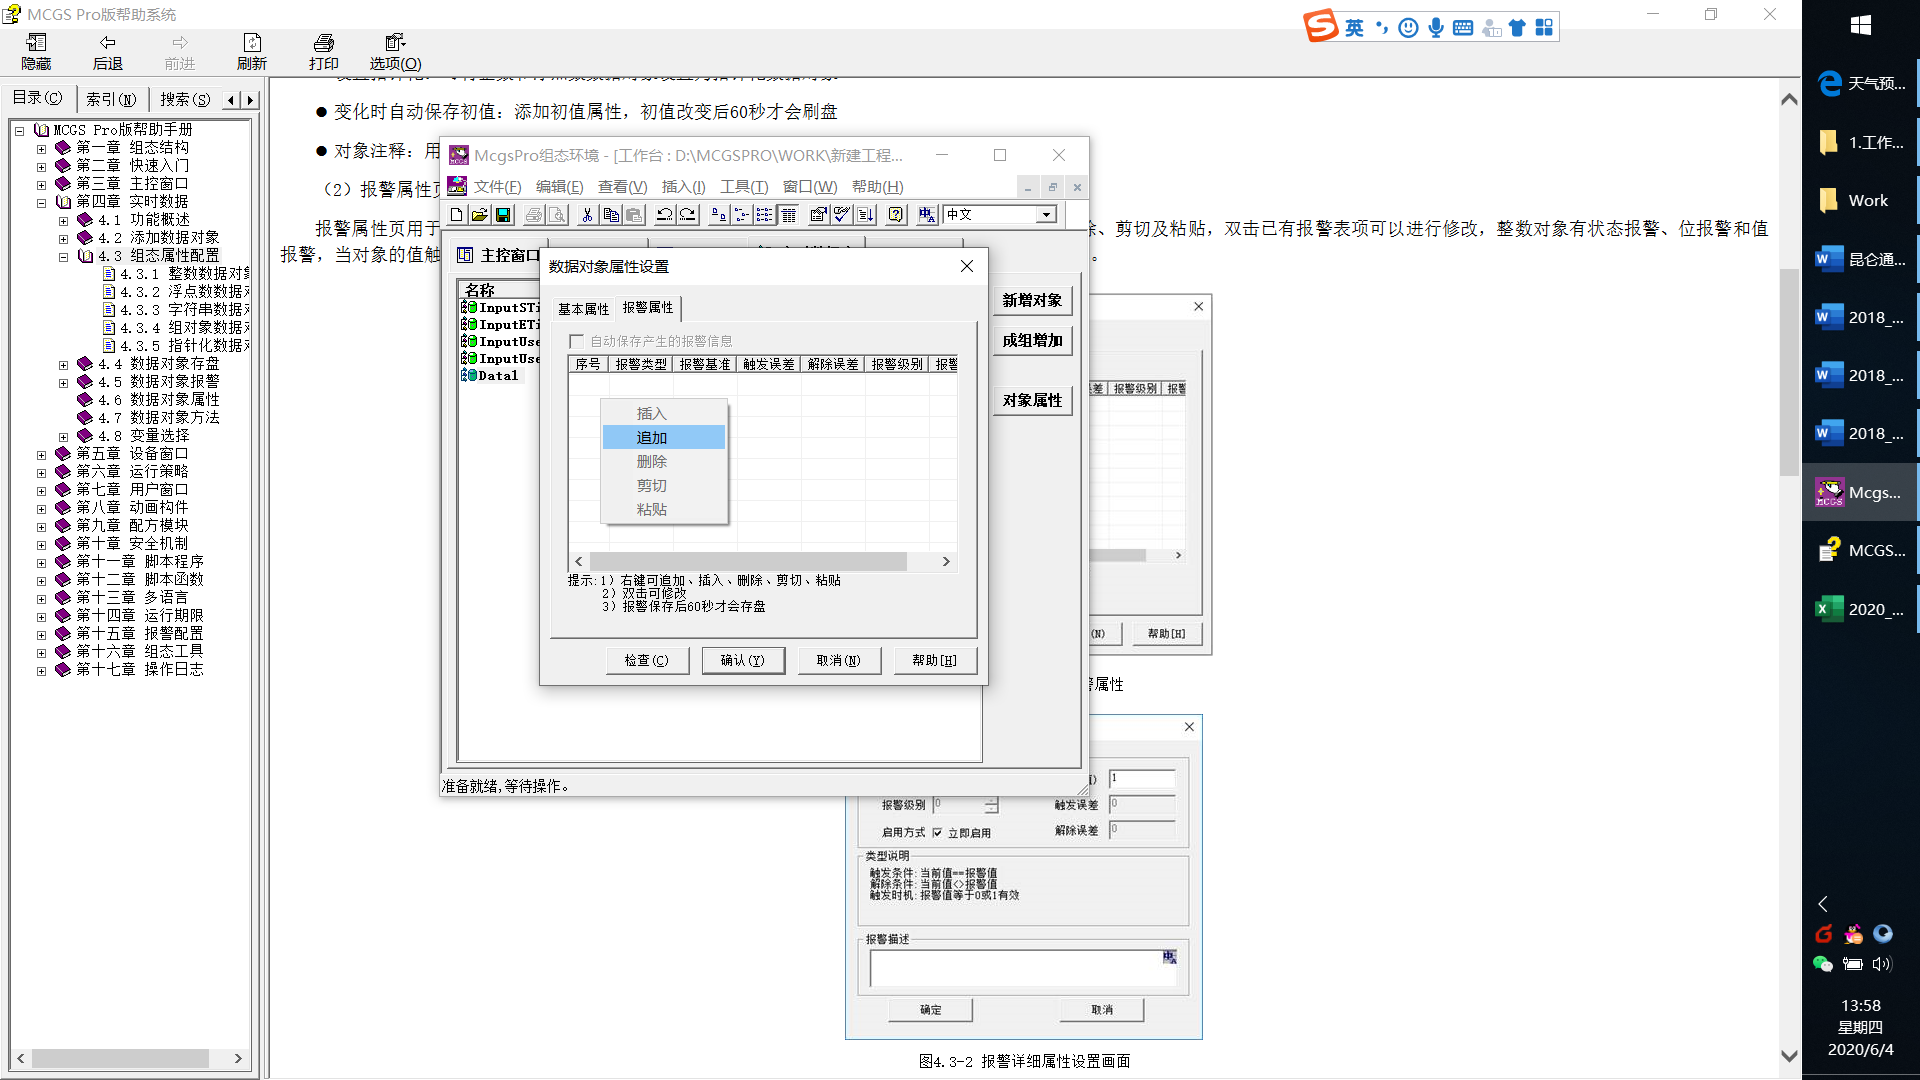 MCGS Pro版帮助系统
隐藏
后退
前进
刷新
打印
选项(O)
目录(C)
索引(N)
搜索(S)
MCGS Pro版帮助手册
第一章 组态结构
第二章 快速入门
第三章 主控窗口
第四章 实时数据
4.1 功能概述
4.2 添加数据对象
4.3 组态属性配置
4.3.1 整数数据对
4.3.2 浮点数数据
4.3.3 字符串数据
4.3.4 组对象数据
4.3.5 指针化数据
4.4 数据对象存盘
4.5 数据对象报警
4.6 数据对象属性
4.7 数据对象方法
4.8 变量选择
第五章 设备窗口
第六章 运行策略
第七章 用户窗口
第八章 动画构件
第九章 配方模块
第十章 安全机制
第十一章 脚本程序
第十二章 脚本函数
第十三章 多语言
第十四章 运行期限
第十五章 报警配置
第十六章 组态工具
第十七章 操作日志
● 变化时自动保存初值：添加初值属性，初值改变后60秒才会刷盘
● 对象注释：用
（2）报警属性
报警属性页用于
、剪切及粘贴，双击已有报警表项可以进行修改，整数对象有状态报警、位报警和值
报警，当对象的值触
。
McgsPro组态环境 - [工作台 : D:\MCGSPRO\WORK\新建工程...
文件(F) 编辑(E) 查看(V) 插入(I) 工具(T) 窗口(W) 帮助(H)
中文
主控窗口
名称
InputSTi
InputETi
InputUse
InputUse
Data1
新增对象
成组增加
对象属性
准备就绪,等待操作。
数据对象属性设置
基本属性
报警属性
自动保存产生的报警信息
序号 报警类型 报警基准 触发误差 解除误差 报警级别 报警
插入
追加
删除
剪切
粘贴
提示:1) 右键可追加、插入、删除、剪切、粘贴
2) 双击可修改
3) 报警保存后60秒才会存盘
检查(C)
确认(Y)
取消(N)
帮助[H]
差 报警级别 报警
(N)
帮助[H]
属性
1
报警级别 0
触发误差 0
启用方式 立即启用
解除误差 0
类型说明
触发条件: 当前值==报警值
解除条件: 当前值<>报警值
触发时机: 报警值等于0或1有效
报警描述
确定
取消
图4.3-2 报警详细属性设置画面
英
天气预...
1.工作...
Work
昆仑通...
2018_...
2018_...
2018_...
Mcgs...
MCGS...
2020_...
13:58
星期四
2020/6/4